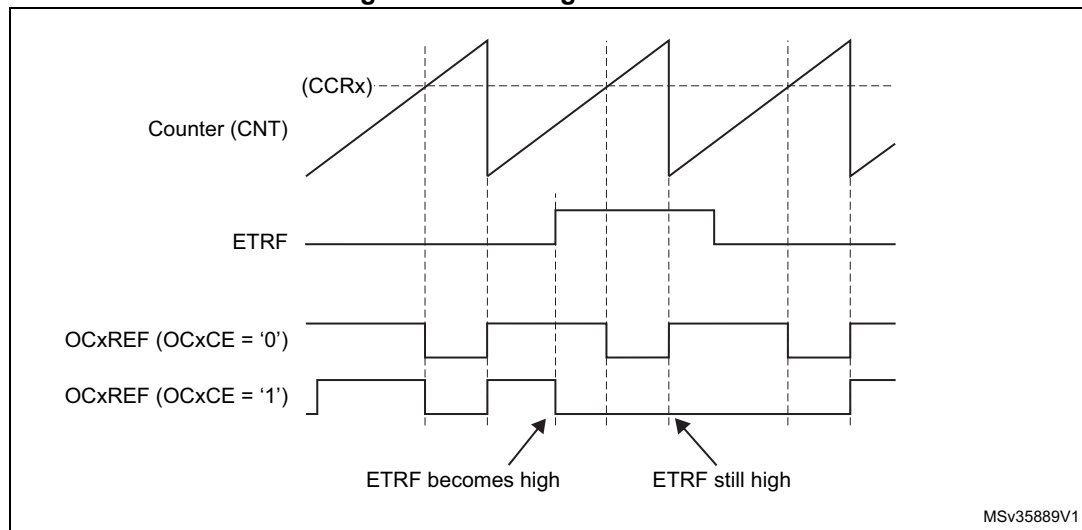 (CCRx)
Counter (CNT)
ETRF
OCxREF (OCxCE = ‘0’)
OCxREF (OCxCE = ‘1’)
ETRF becomes high
ETRF still high
MSv35889V1